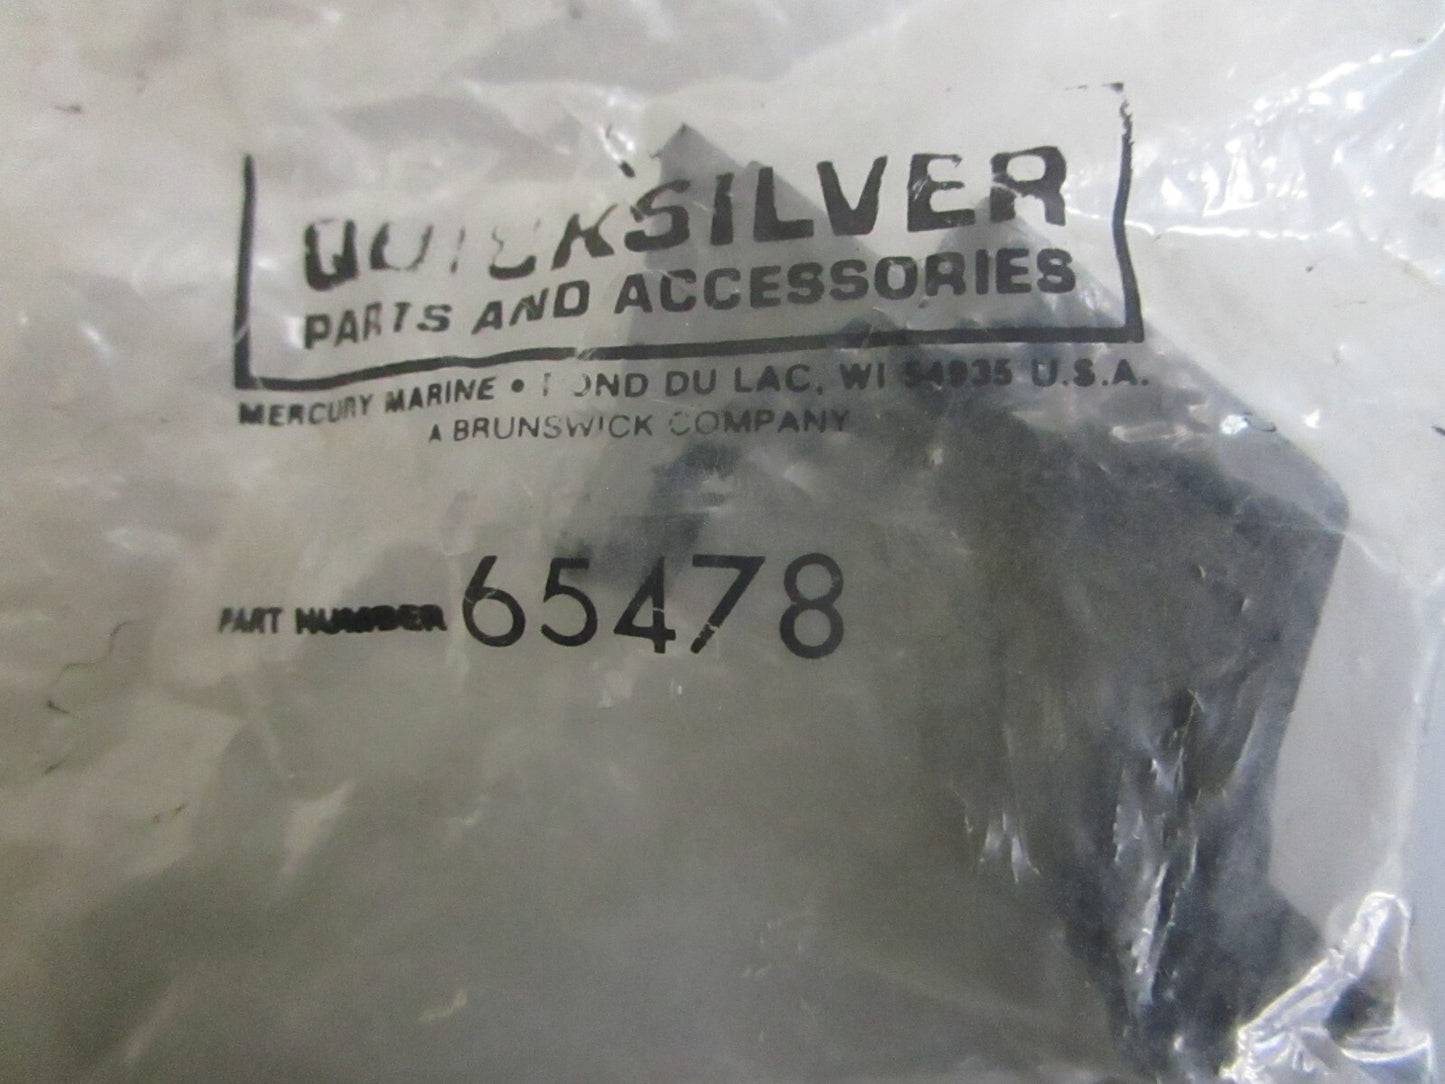 QUICKSILVER
PARTS AND ACCESSORIES
MERCURY MARINE • FOND DU LAC, WI 54935 U.S.A.
A BRUNSWICK COMPANY
PART NUMBER 65478